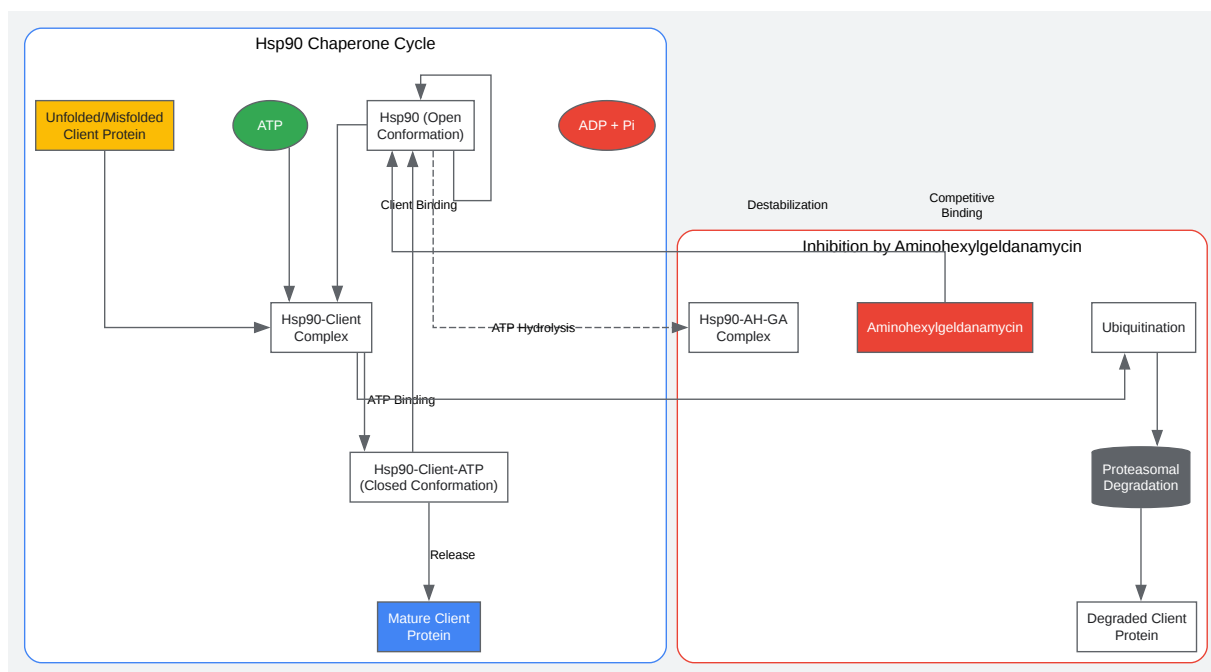 Hsp90 Chaperone Cycle
Unfolded/Misfolded
Client Protein
ATP
Hsp90 (Open
Conformation)
ADP + Pi
Client Binding
Destabilization
Competitive
Binding
Inhibition by Aminohexylgeldanamycin
Hsp90-Client
Complex
ATP Hydrolysis
Hsp90-AH-GA
Complex
Aminohexylgeldanamycin
Ubiquitination
ATP Binding
Hsp90-Client-ATP
(Closed Conformation)
Proteasomal
Degradation
Release
Mature Client
Protein
Degraded Client
Protein